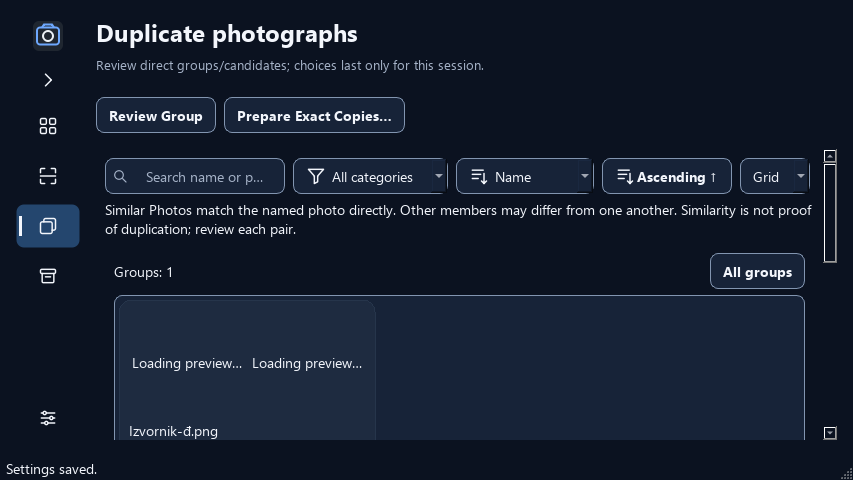 Duplicate photographs
Review direct groups/candidates; choices last only for this session.
Review Group
Prepare Exact Copies...
Search name or p...
All categories
Name
Ascending ↑
Grid
Similar Photos match the named photo directly. Other members may differ from one another. Similarity is not proof
of duplication; review each pair.
Groups: 1
All groups
Loading preview...
Loading preview...
Izvornik-đ.png
Settings saved.